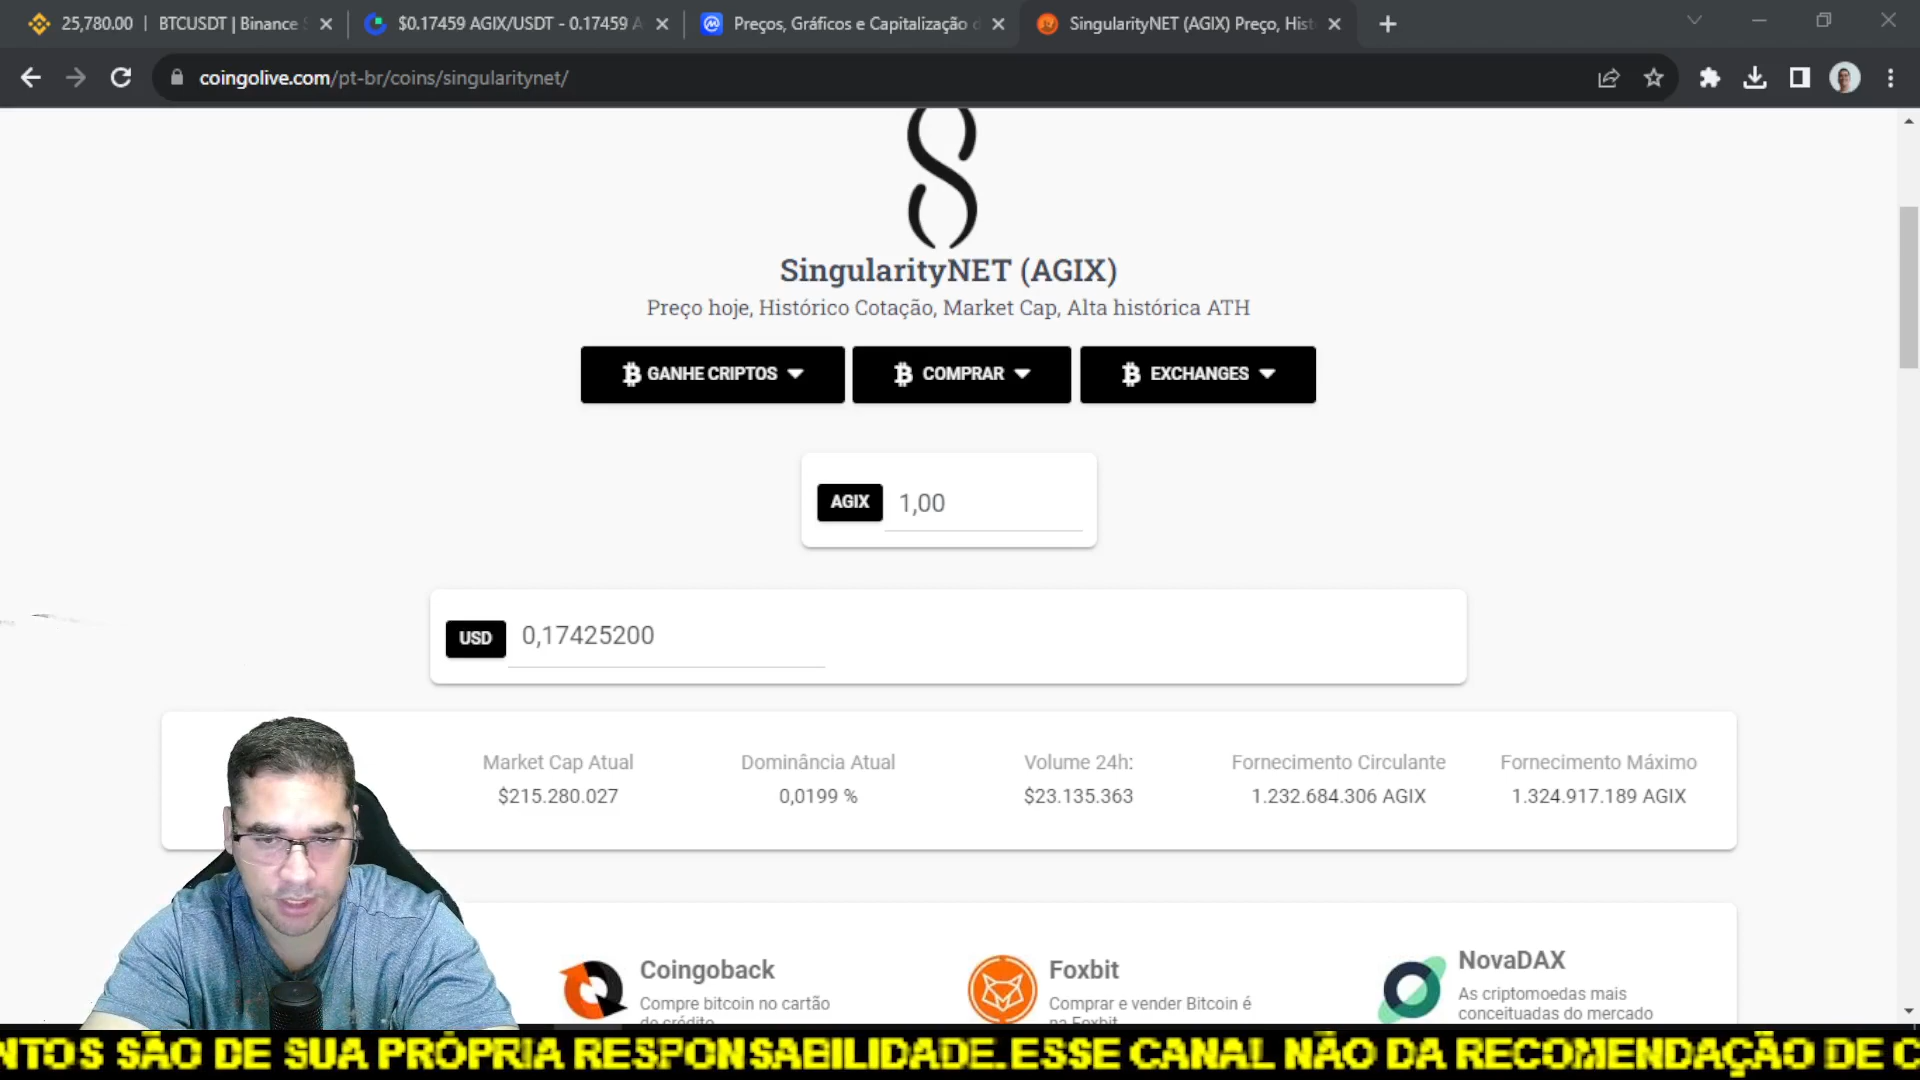 25,780.00 | BTCUSDT | Binance
$0.17459 AGIX/USDT - 0.17459
Preços, Gráficos e Capitalização
SingularityNET (AGIX) Preço, Hist
coingolive.com/pt-br/coins/singularitynet/
SingularityNET (AGIX)
Preço hoje, Histórico Cotação, Market Cap, Alta histórica ATH
GANHE CRIPTOS
COMPRAR
EXCHANGES
AGIX 1,00
USD 0,17425200
Market Cap Atual
$215.280.027
Dominância Atual
0,0199 %
Volume 24h:
$23.135.363
Fornecimento Circulante
1.232.684.306 AGIX
Fornecimento Máximo
1.324.917.189 AGIX
Coingoback
Compre bitcoin no cartão
de crédito
Foxbit
Comprar e vender Bitcoin é
na Foxbit
NovaDAX
As criptomoedas mais
conceituadas do mercado
NTOS SÃO DE SUA PRÓPRIA RESPONSABILIDADE. ESSE CANAL NÃO DA RECOMENDAÇÃO DE C